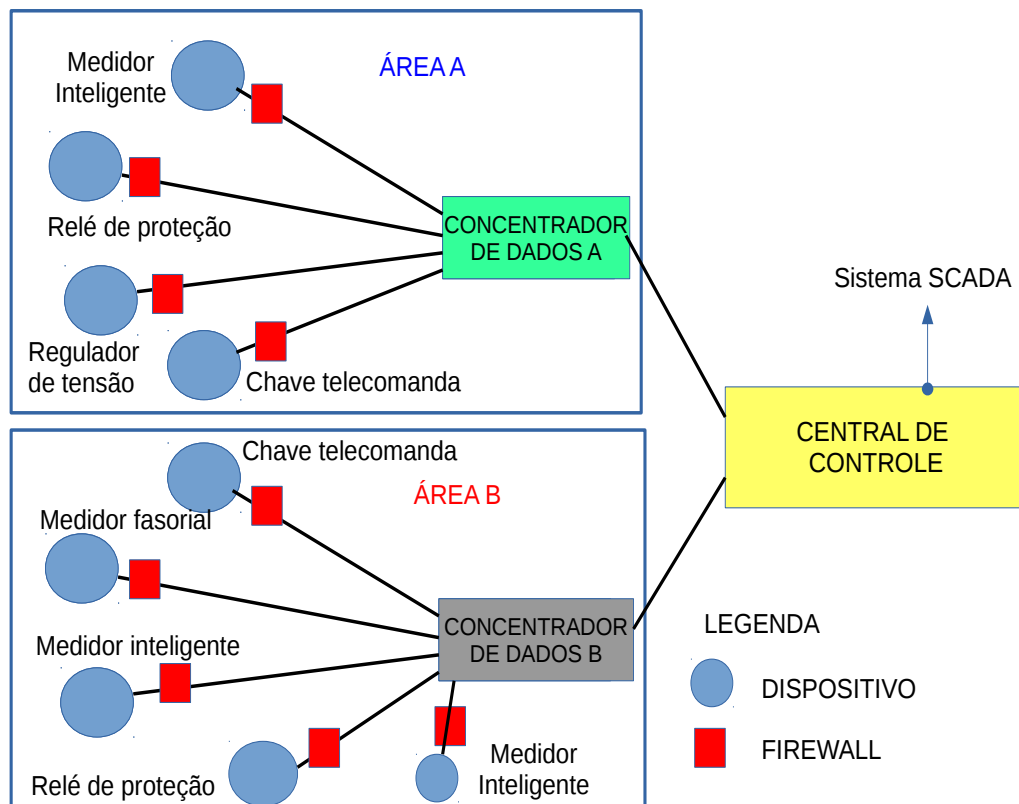 Medidor
Inteligente
ÁREA A
Relé de proteção
CONCENTRADOR
DE DADOS A
Regulador
de tensão
Chave telecomanda
Sistema SCADA
CENTRAL DE
CONTROLE
Chave telecomanda
ÁREA B
Medidor fasorial
Medidor inteligente
CONCENTRADOR
DE DADOS B
Relé de proteção
Medidor
Inteligente
LEGENDA
DISPOSITIVO
FIREWALL